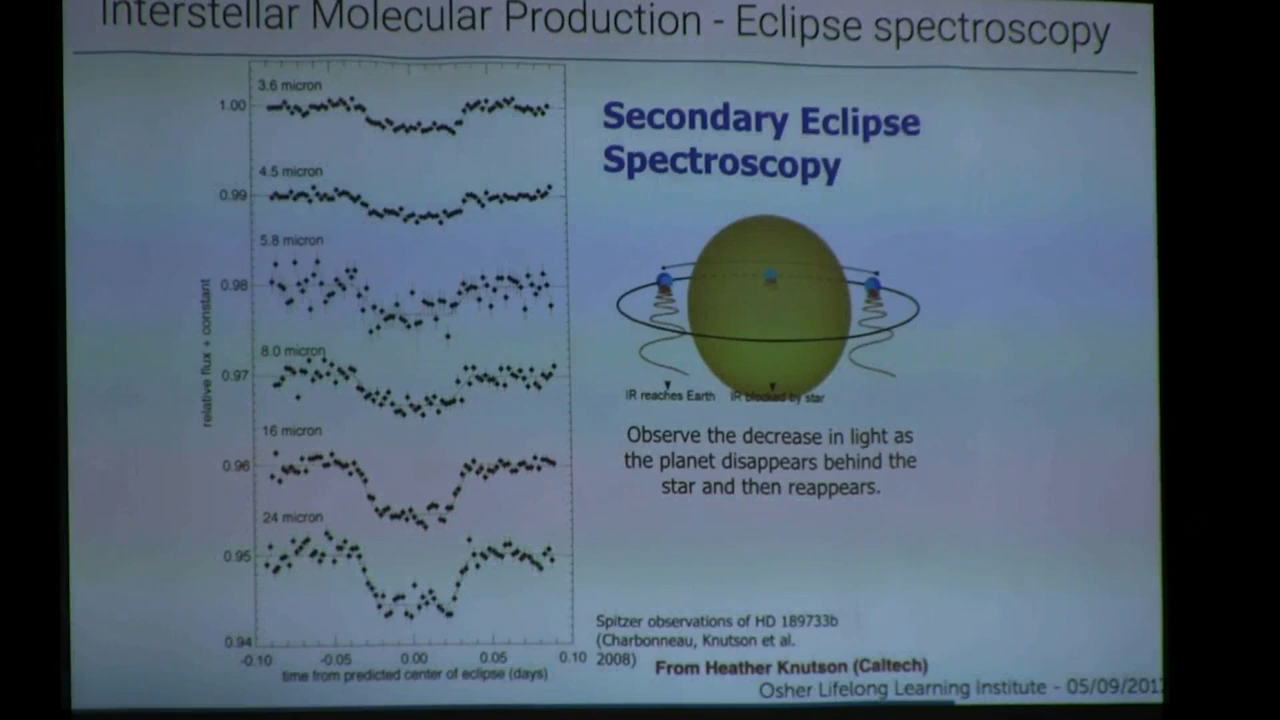 Interstellar Molecular Production - Eclipse spectroscopy
Secondary Eclipse
Spectroscopy
3.6 micron
1.00
4.5 micron
0.99
5.8 micron
0.98
8.0 micron
0.97
16 micron
0.96
24 micron
0.95
0.94
relative flux + constant
-0.10 -0.05 0.00 0.05 0.10
time from predicted center of eclipse (days)
IR reaches Earth IR blocked by star
Observe the decrease in light as
the planet disappears behind the
star and then reappears.
Spitzer observations of HD 189733b
(Charbonneau, Knutson et al.
2008)
From Heather Knutson (Caltech)
Osher Lifelong Learning Institute - 05/09/201